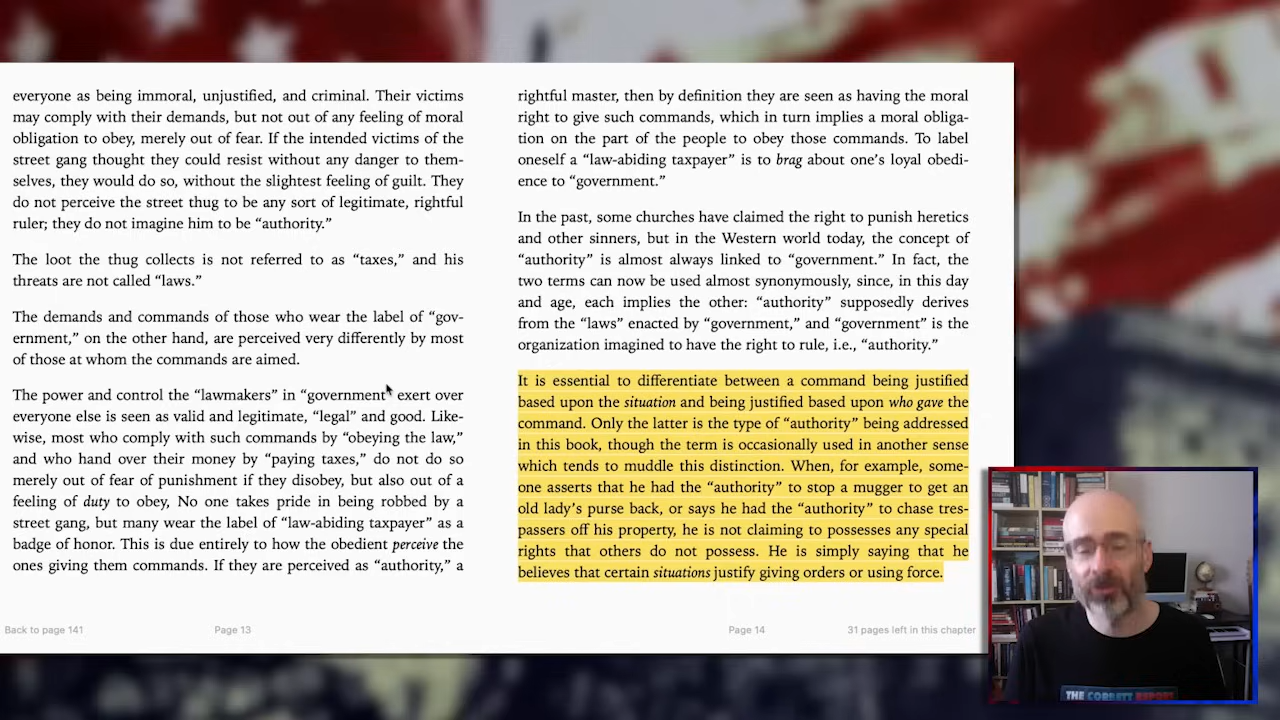 everyone as being immoral, unjustified, and criminal. Their victims
may comply with their demands, but not out of any feeling of moral
obligation to obey, merely out of fear. If the intended victims of the
street gang thought they could resist without any danger to them-
selves, they would do so, without the slightest feeling of guilt. They
do not perceive the street thug to be any sort of legitimate, rightful
ruler; they do not imagine him to be “authority.”
The loot the thug collects is not referred to as “taxes,” and his
threats are not called “laws.”
The demands and commands of those who wear the label of “gov-
ernment,” on the other hand, are perceived very differently by most
of those at whom the commands are aimed.
The power and control the “lawmakers” in “government” exert over
everyone else is seen as valid and legitimate, “legal” and good. Like-
wise, most who comply with such commands by “obeying the law,”
and who hand over their money by “paying taxes,” do not do so
merely out of fear of punishment if they disobey, but also out of a
feeling of duty to obey, No one takes pride in being robbed by a
street gang, but many wear the label of “law-abiding taxpayer” as a
badge of honor. This is due entirely to how the obedient perceive the
ones giving them commands. If they are perceived as “authority,” a
Back to page 141
Page 13
rightful master, then by definition they are seen as having the moral
right to give such commands, which in turn implies a moral obliga-
tion on the part of the people to obey those commands. To label
oneself a “law-abiding taxpayer” is to brag about one’s loyal obedi-
ence to “government.”
In the past, some churches have claimed the right to punish heretics
and other sinners, but in the Western world today, the concept of
“authority” is almost always linked to “government.” In fact, the
two terms can now be used almost synonymously, since, in this day
and age, each implies the other: “authority” supposedly derives
from the “laws” enacted by “government,” and “government” is the
organization imagined to have the right to rule, i.e., “authority.”
It is essential to differentiate between a command being justified
based upon the situation and being justified based upon who gave the
command. Only the latter is the type of “authority” being addressed
in this book, though the term is occasionally used in another sense
which tends to muddle this distinction. When, for example, some-
one asserts that he had the “authority” to stop a mugger to get an
old lady’s purse back, or says he had the “authority” to chase tres-
passers off his property, he is not claiming to possesses any special
rights that others do not possess. He is simply saying that he
believes that certain situations justify giving orders or using force.
Page 14
31 pages left in this chapter
THE CORBETT REPORT